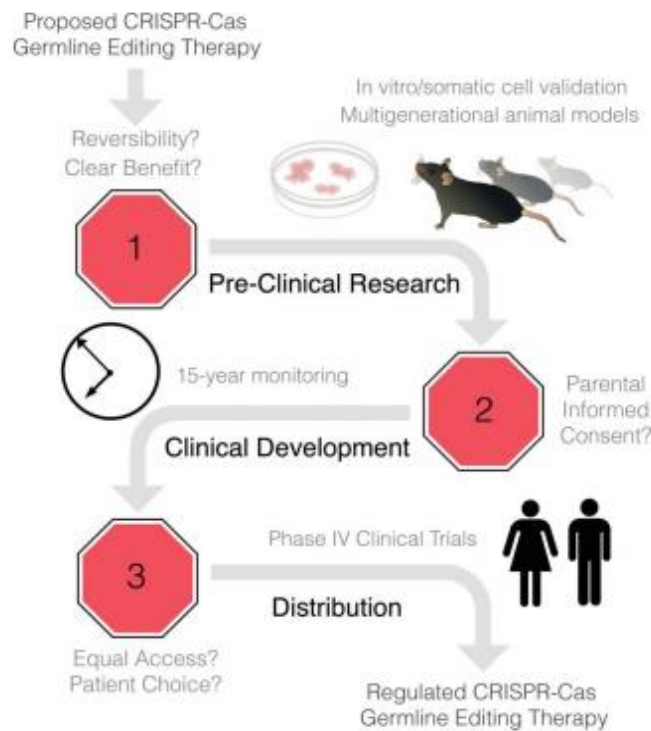 Proposed CRISPR-Cas
Germline Editing Therapy
In vitro/somatic cell validation
Multigenerational animal models
Reversibility?
Clear Benefit?
1
Pre-Clinical Research
15-year monitoring
2
Parental
Informed
Consent?
Clinical Development
3
Phase IV Clinical Trials
Distribution
Equal Access?
Patient Choice?
Regulated CRISPR-Cas
Germline Editing Therapy